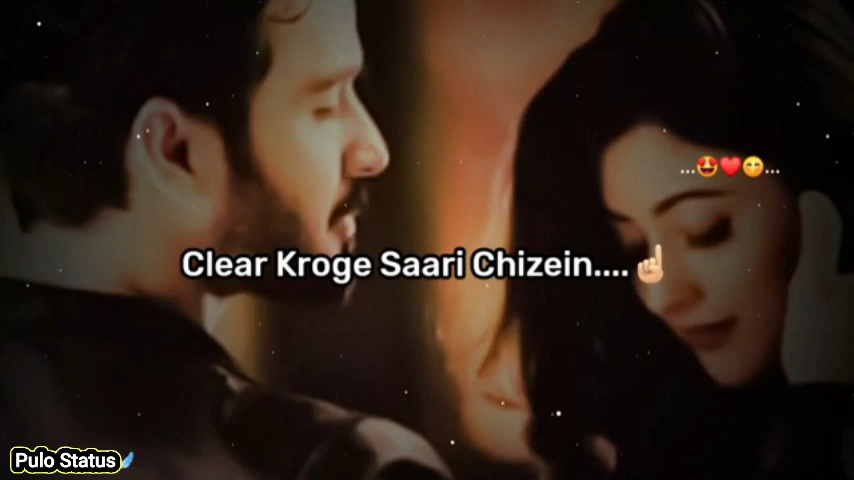 ...😍❤️😊...
Clear Kroge Saari Chizein....☝🏻
Pulo Status